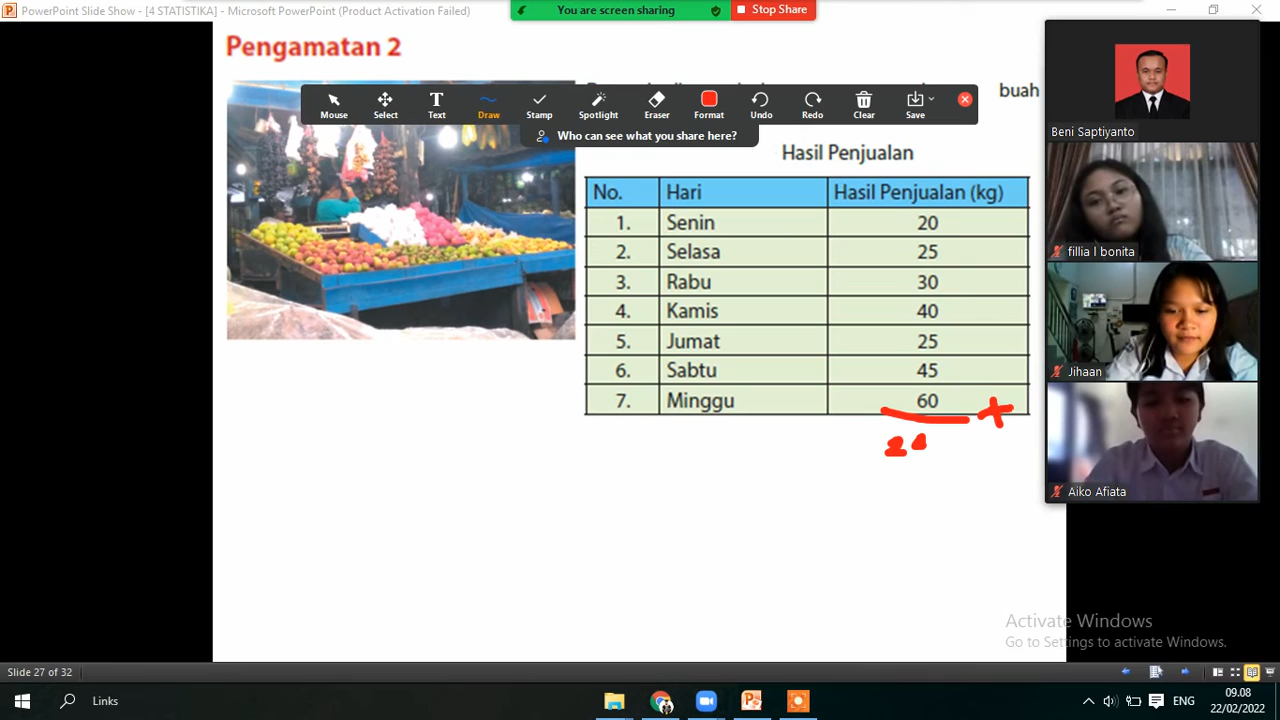 PowerPoint Slide Show - [4 STATISTIKA] - Microsoft PowerPoint (Product Activation Failed)
You are screen sharing
Stop Share
Pengamatan 2
buah
Mouse Select Text Draw Stamp Spotlight Eraser Format Undo Redo Clear Save
Who can see what you share here?
Hasil Penjualan
No. Hari Hasil Penjualan (kg)
1. Senin 20
2. Selasa 25
3. Rabu 30
4. Kamis 40
5. Jumat 25
6. Sabtu 45
7. Minggu 60
+
24
Beni Saptiyanto
fillia l bonita
Jihaan
Aiko Afiata
Activate Windows
Go to Settings to activate Windows.
Slide 27 of 32
Links
ENG
09.08
22/02/2022